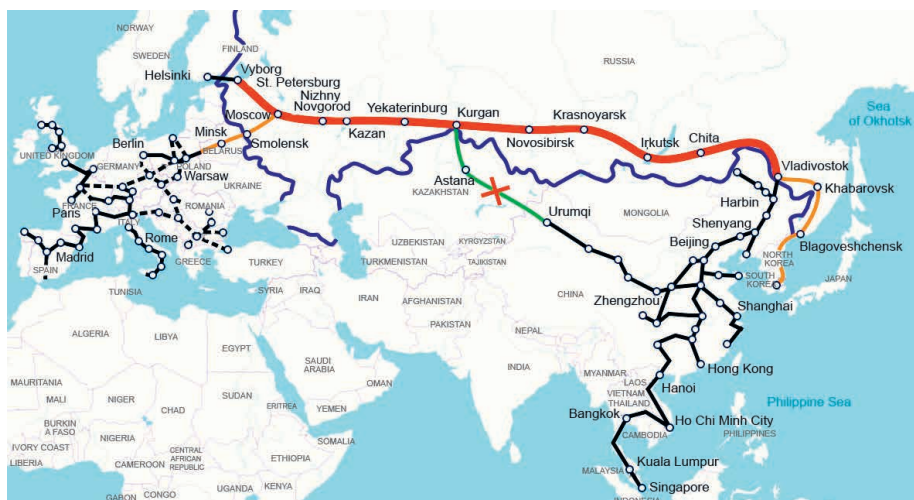 NORWAY
SWEDEN
FINLAND
RUSSIA
Helsinki
Vyborg
St. Petersburg
Nizhny
Novgorod
Moscow
Kazan
Yekaterinburg
Kurgan
Novosibirsk
Krasnoyarsk
Irkutsk
Chita
Sea
of Okhotsk
Vladivostok
Khabarovsk
Blagoveshchensk
UNITED KINGDOM
Berlin
GERMANY
Minsk
BELARUS
Smolensk
POLAND
Warsaw
UKRAINE
FRANCE
Paris
ROMANIA
ITALY
Rome
Madrid
SPAIN
GREECE
TURKEY
Astana
KAZAKHSTAN
Urumqi
MONGOLIA
Harbin
Shenyang
Beijing
NORTH
KOREA
SOUTH
KOREA
JAPAN
UZBEKISTAN
KYRGYZSTAN
TURKMENISTAN
TAJIKISTAN
CHINA
Zhengzhou
Shanghai
TUNISIA
SYRIA
IRAQ
IRAN
AFGHANISTAN
PAKISTAN
NEPAL
ALGERIA
LIBYA
EGYPT
SAUDI
ARABIA
OMAN
INDIA
MYANMAR
LAOS
VIETNAM
THAILAND
Hanoi
Hong Kong
Philippine Sea
MAURITANIA
MALI
NIGER
CHAD
SUDAN
ERITREA
YEMEN
Bangkok
Ho Chi Minh City
CAMBODIA
PHILIPPINES
BURKIN
A FASO
IVORY COAST
LIBERIA
NIGERIA
CAMEROON
CENTRAL
AFRICAN
REPUBLIC
ETHIOPIA
SOMALIA
GABON
CONGO
UGANDA
KENYA
Kuala Lumpur
MALAYSIA
Singapore